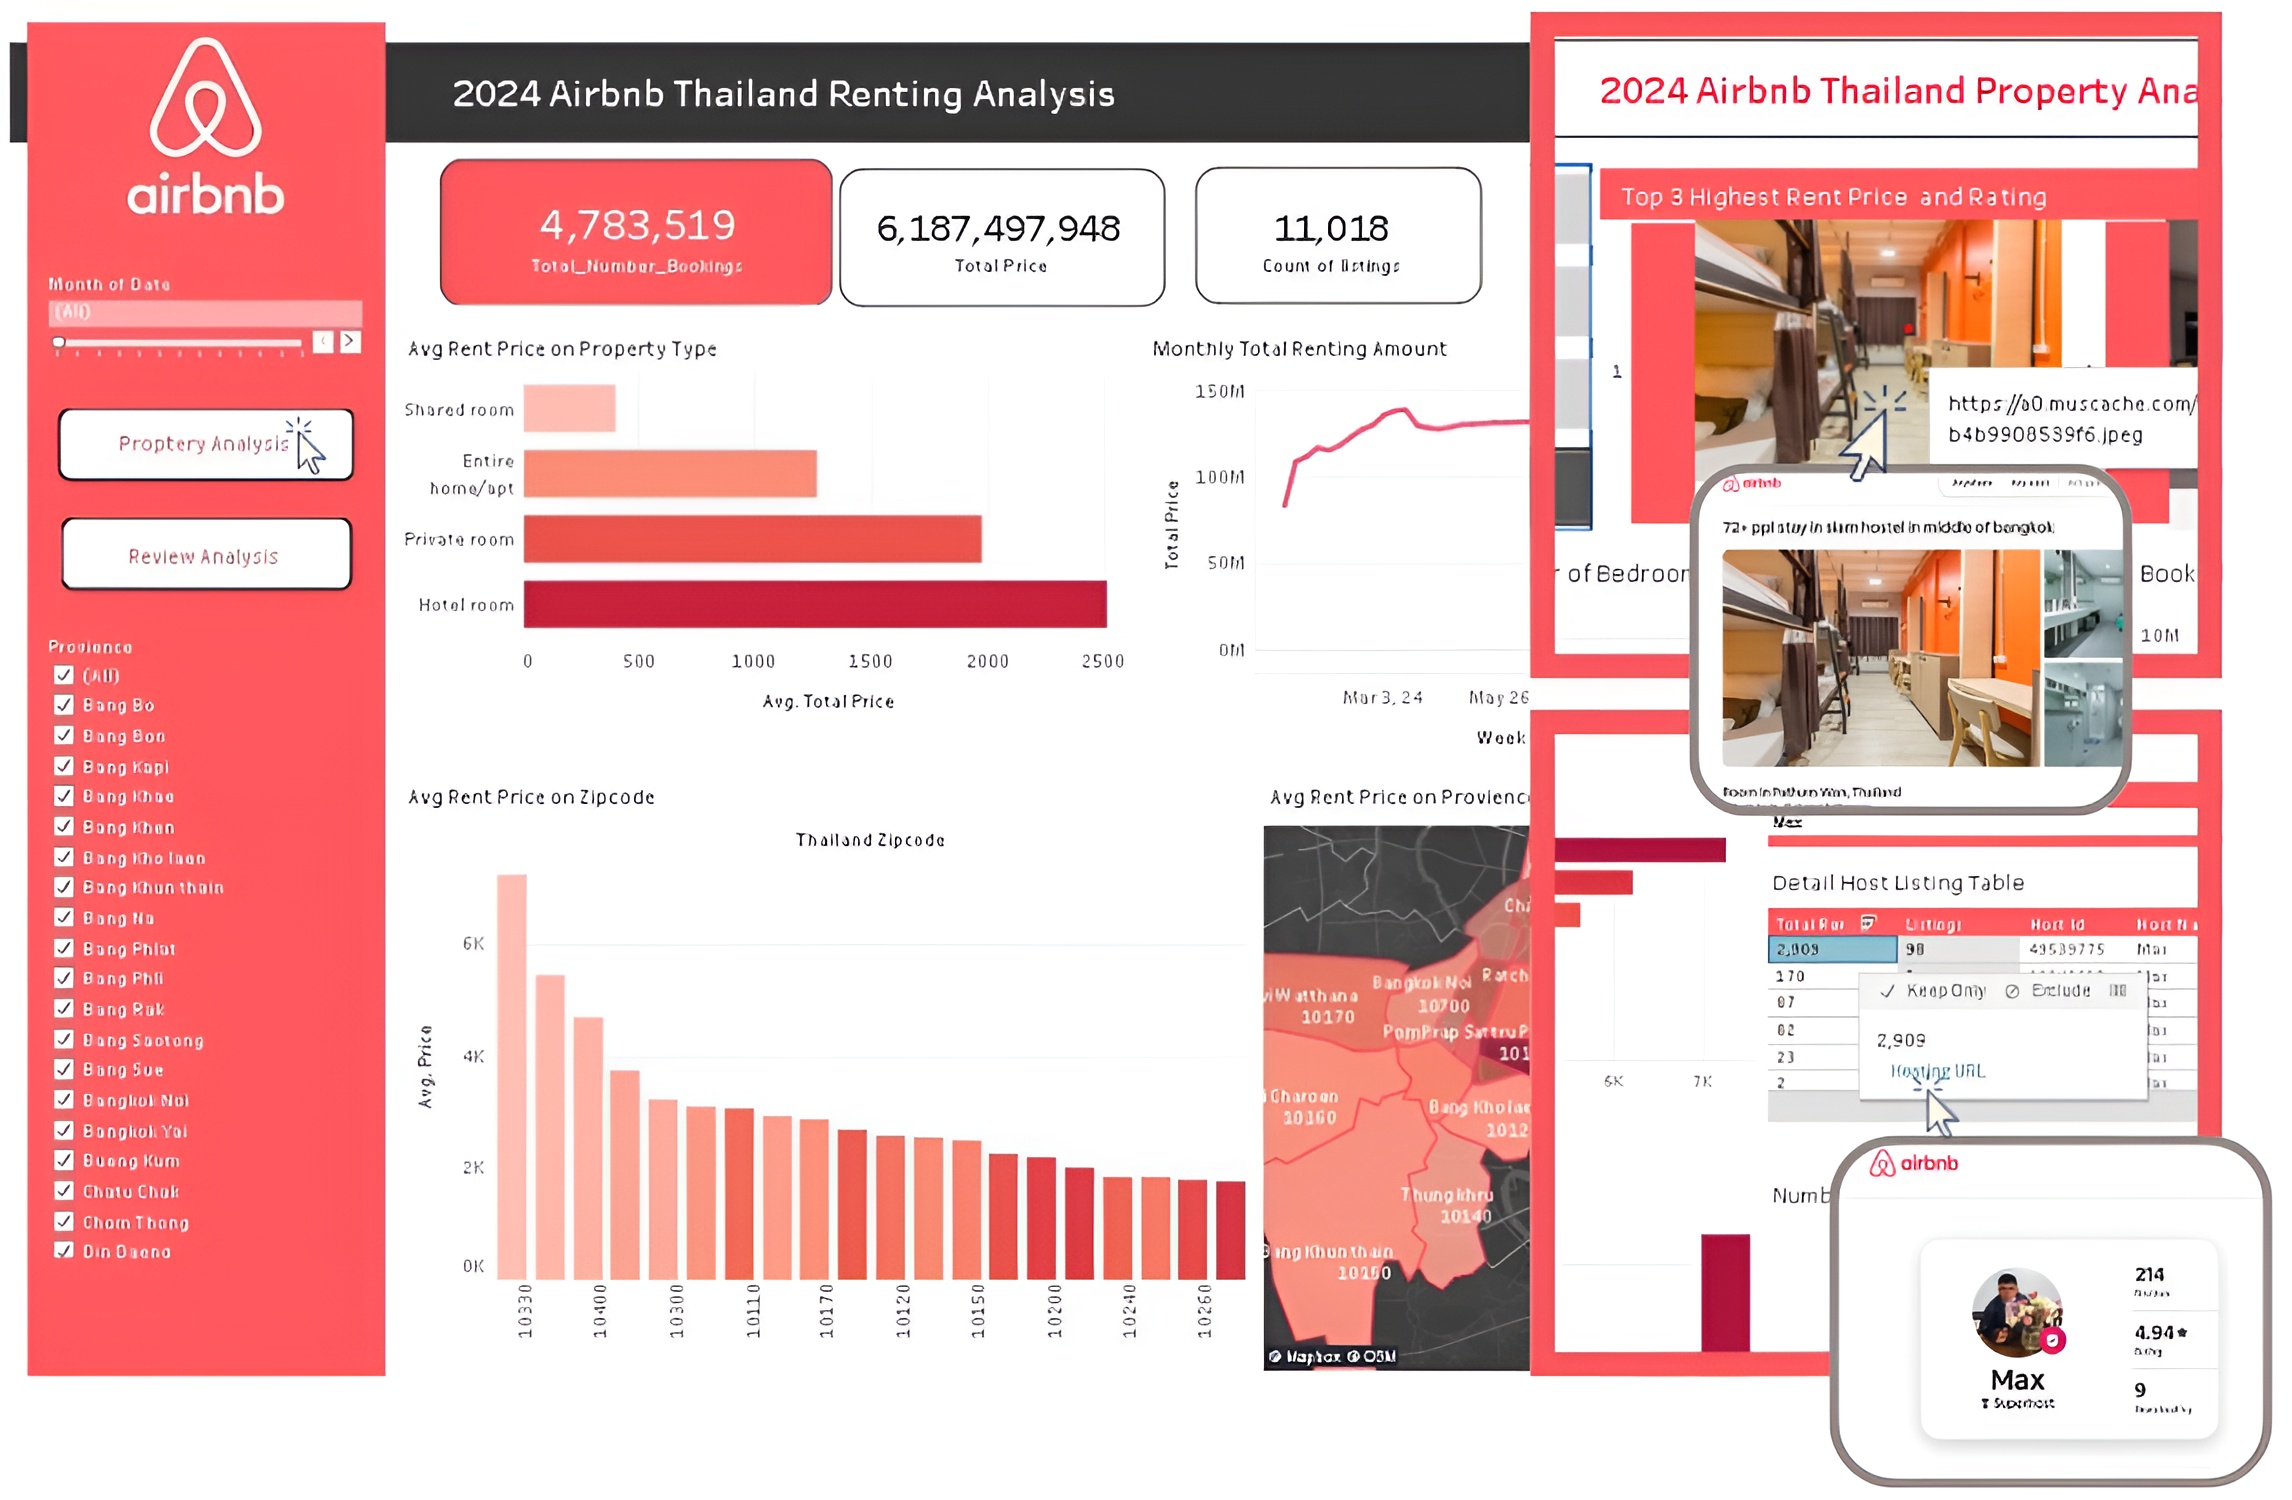 airbnb
Month of Date
(All)
Proptery Analysis
Review Analysis
Provience
(All)
Bang Bo
Bang Bon
Bang Kapi
Bang Khae
Bang Khen
Bang Kho laen
Bang Khun thain
Bang Na
Bang Phlat
Bang Phli
Bang Rak
Bang Saotong
Bang Sue
Bangkok Noi
Bangkok Yai
Bueng Kum
Chatu Chak
Chom Thong
Din Daeng
2024 Airbnb Thailand Renting Analysis
4,783,519
Total_Number_Bookings
6,187,497,948
Total Price
11,018
Count of listings
Avg Rent Price on Property Type
Shared room
Entire
home/apt
Private room
Hotel room
0 500 1000 1500 2000 2500
Avg. Total Price
Monthly Total Renting Amount
150M
100M
50M
0M
Total Price
Mar 3, 24 May 26
Week
Avg Rent Price on Zipcode
Thailand Zipcode
6K
4K
2K
0K
Avg. Price
10330 10400 10300 10110 10170 10120 10150 10200 10240 10260
Avg Rent Price on Provienc
Cha
Bangkok Noi
10700
Ratch
vi Watthana
10170
PomPrap Sattru P
101
i Charoen
10160
Bang Kho lae
1012
Thung khru
10140
Bang Khun thain
10150
© Mapbox © OSM
2024 Airbnb Thailand Property Ana
Top 3 Highest Rent Price and Rating
1
https://a0.muscache.com/
b4b9908539f6.jpeg
r of Bedroom
Book
10M
airbnb
72+ ppl stay in slam hostel in middle of bangkok
Room in Pathum Wan, Thailand
Max
6K 7K
Detail Host Listing Table
Total Rev Listings Host Id Host Na
2,909 98 49539775 Max
170
87
82
23
2
Keep Only Exclude
2,909
Hosting URL
Numb
airbnb
Max
Superhost
214
Reviews
4.94★
Rating
9